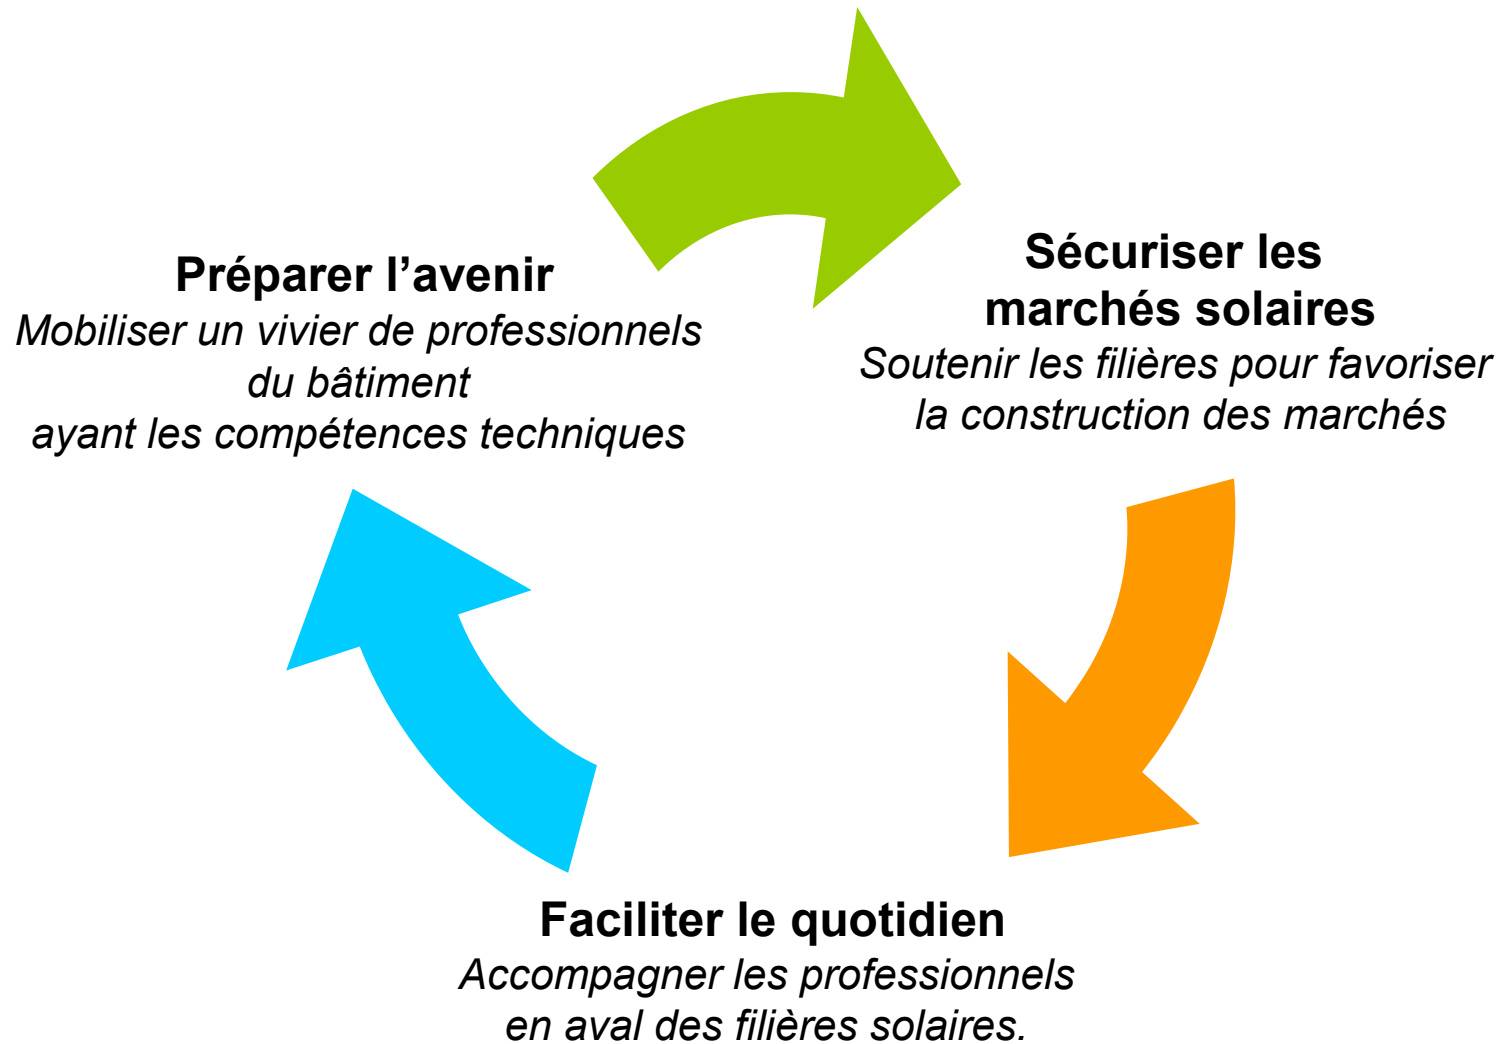 Préparer l’avenir
Mobiliser un vivier de professionnels
du bâtiment
ayant les compétences techniques
Sécuriser les
marchés solaires
Soutenir les filières pour favoriser
la construction des marchés
Faciliter le quotidien
Accompagner les professionnels
en aval des filières solaires.